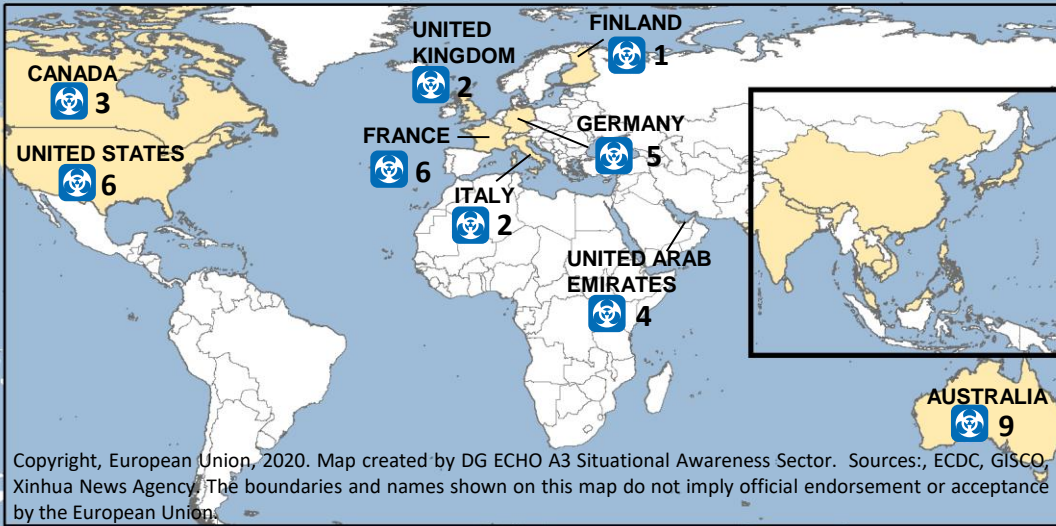 FINLAND
1
UNITED
KINGDOM
2
CANADA
3
FRANCE
6
GERMANY
5
UNITED STATES
6
ITALY
2
UNITED ARAB
EMIRATES
4
AUSTRALIA
9
Copyright, European Union, 2020. Map created by DG ECHO A3 Situational Awareness Sector. Sources:, ECDC, GISCO,
Xinhua News Agency. The boundaries and names shown on this map do not imply official endorsement or acceptance
by the European Union.